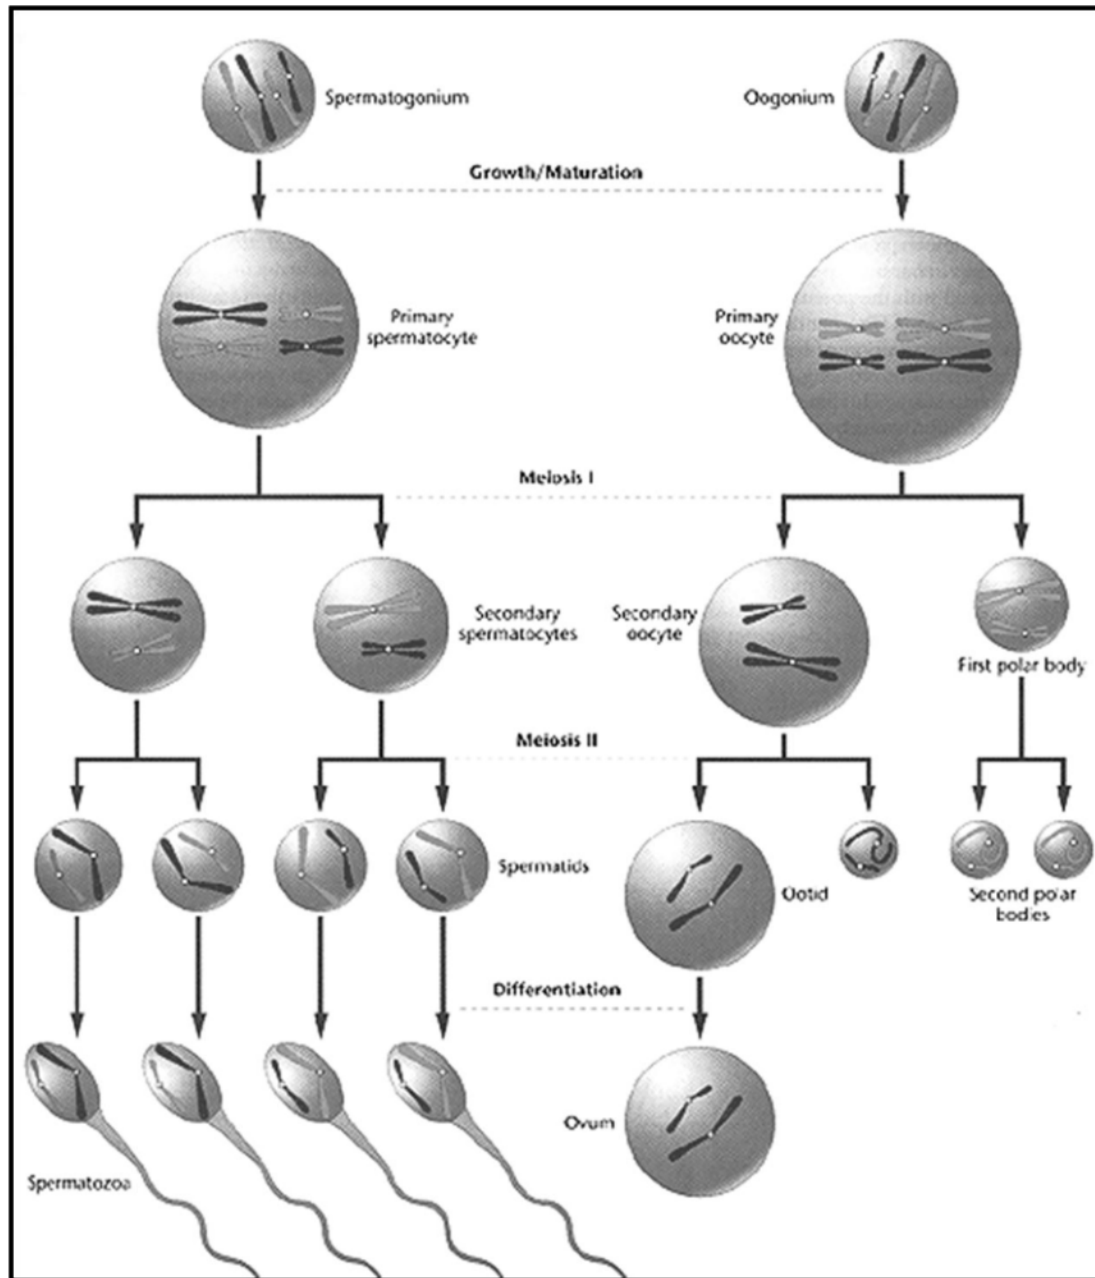 Spermatogonium
Oogonium
Growth/Maturation
Primary
spermatocyte
Primary
oocyte
Meiosis I
Secondary
spermatocytes
Secondary
oocyte
First polar body
Meiosis II
Spermatids
Ootid
Second polar
bodies
Differentiation
Ovum
Spermatozoa